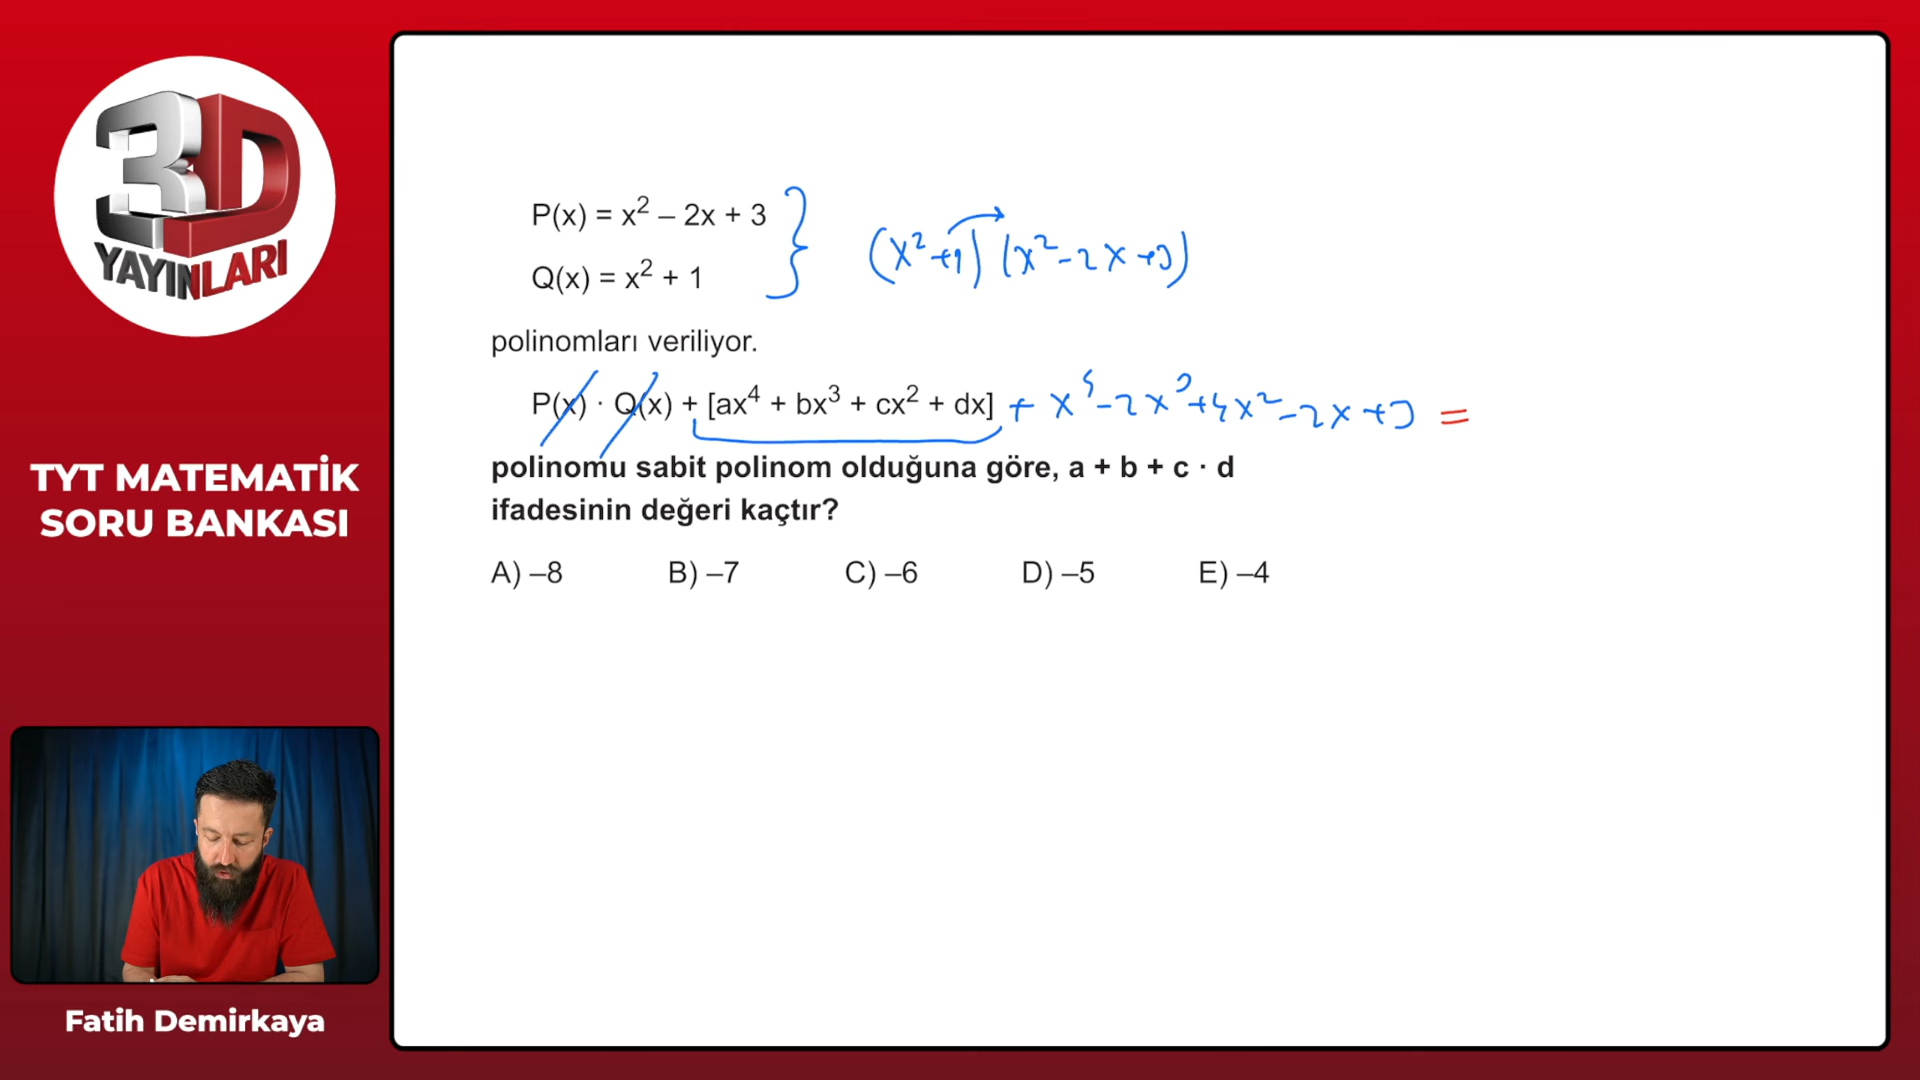 3D
YAYINLARI
TYT MATEMATİK
SORU BANKASI
Fatih Demirkaya
P(x) = x² – 2x + 3
Q(x) = x² + 1
(x²+1) (x²-2x+3)
polinomları veriliyor.
P(x) · Q(x) + [ax⁴ + bx³ + cx² + dx] + x⁴-2x³+4x²-2x+3 =
polinomu sabit polinom olduğuna göre, a + b + c · d
ifadesinin değeri kaçtır?
A) –8 B) –7 C) –6 D) –5 E) –4